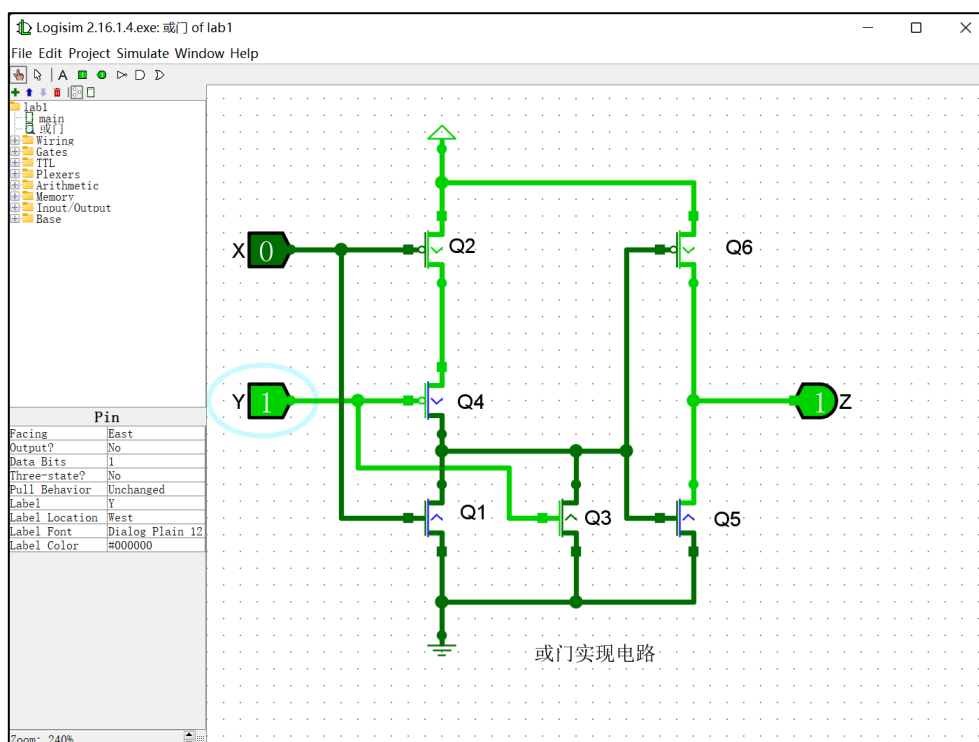 Logisim 2.16.1.4.exe: 或门 of lab1
File Edit Project Simulate Window Help
lab1
main
或门
Wiring
Gates
TTL
Plexers
Arithmetic
Memory
Input/Output
Base
Pin
Facing East
Output? No
Data Bits 1
Three-state? No
Pull Behavior Unchanged
Label Y
Label Location West
Label Font Dialog Plain 12
Label Color #000000
Zoom: 240%
X 0
Q2
Q6
Y 1
Q4
1 Z
Q1
Q3
Q5
或门实现电路